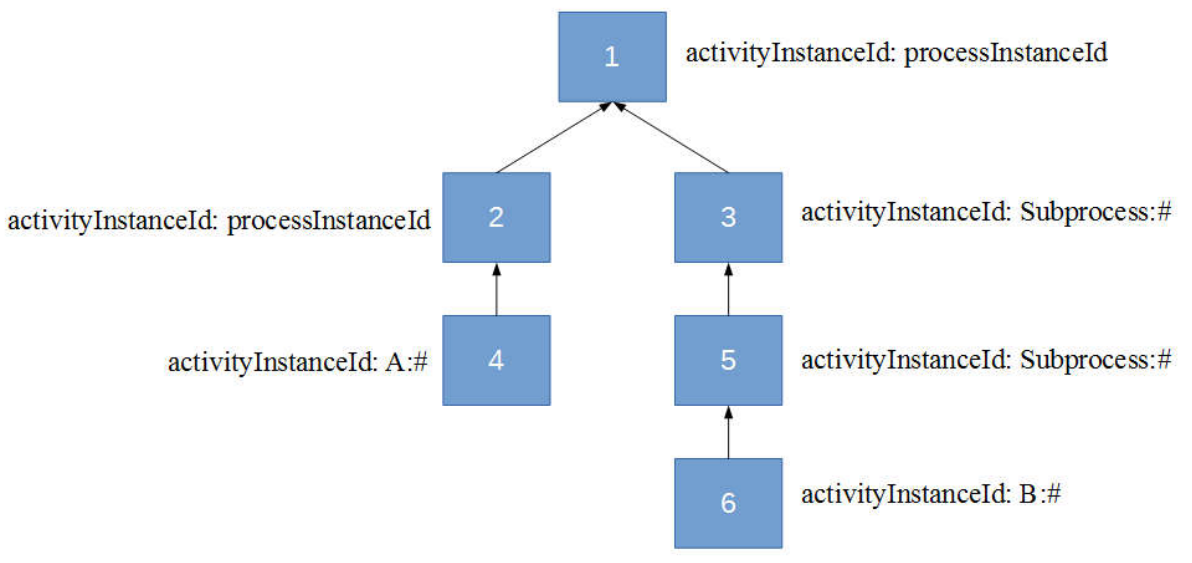 1
activityInstanceId: processInstanceId
activityInstanceId: processInstanceId
2
3
activityInstanceId: Subprocess:#
activityInstanceId: A:#
4
5
activityInstanceId: Subprocess:#
6
activityInstanceId: B:#